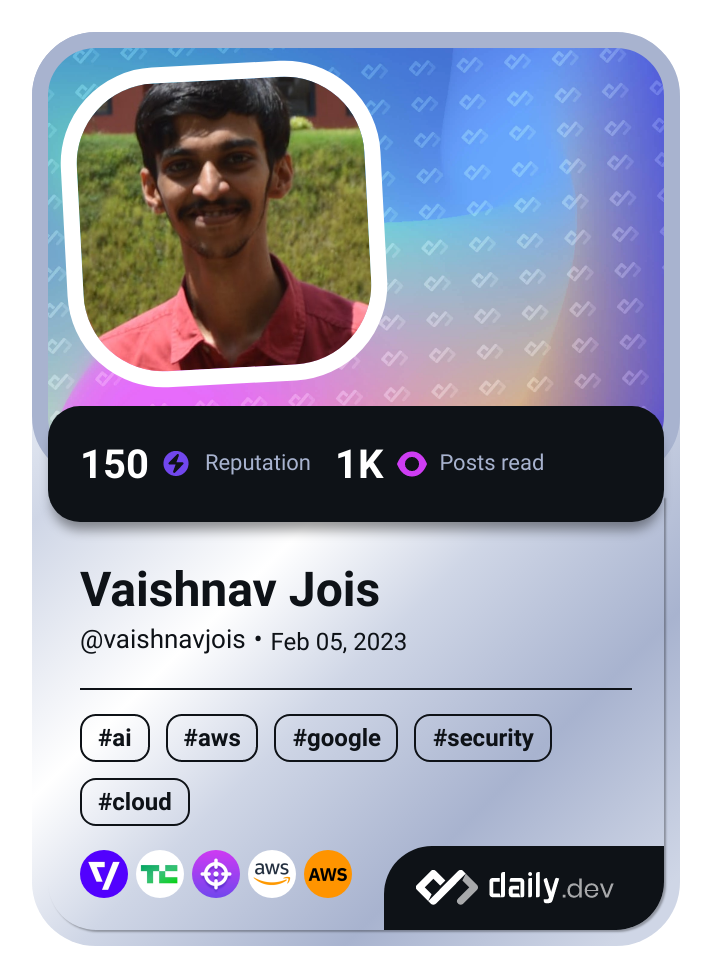 150 Reputation 1K Posts read
Vaishnav Jois
@vaishnavjois • Feb 05, 2023
#ai #aws #google #security
#cloud
TC aws AWS
daily.dev